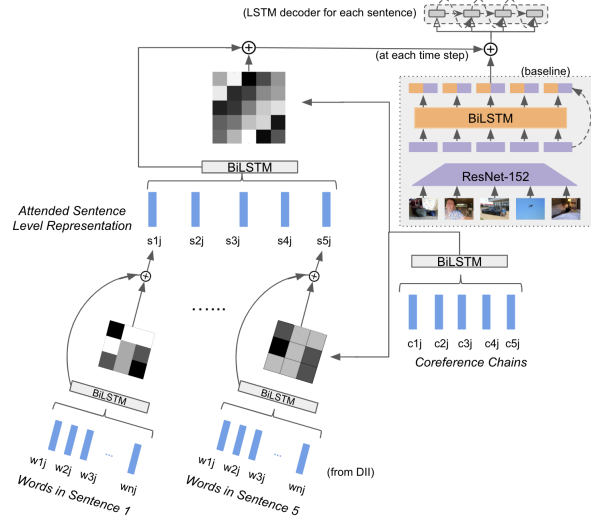 (LSTM decoder for each sentence)
(at each time step)
(baseline)
BiLSTM
ResNet-152
BiLSTM
Attended Sentence
Level Representation
s1j s2j s3j s4j s5j
BiLSTM
c1j c2j c3j c4j c5j
Coreference Chains
......
BiLSTM
BiLSTM
w1j w2j w3j ... wnj
Words in Sentence 1
w1j w2j w3j ... wnj
(from DII)
Words in Sentence 5